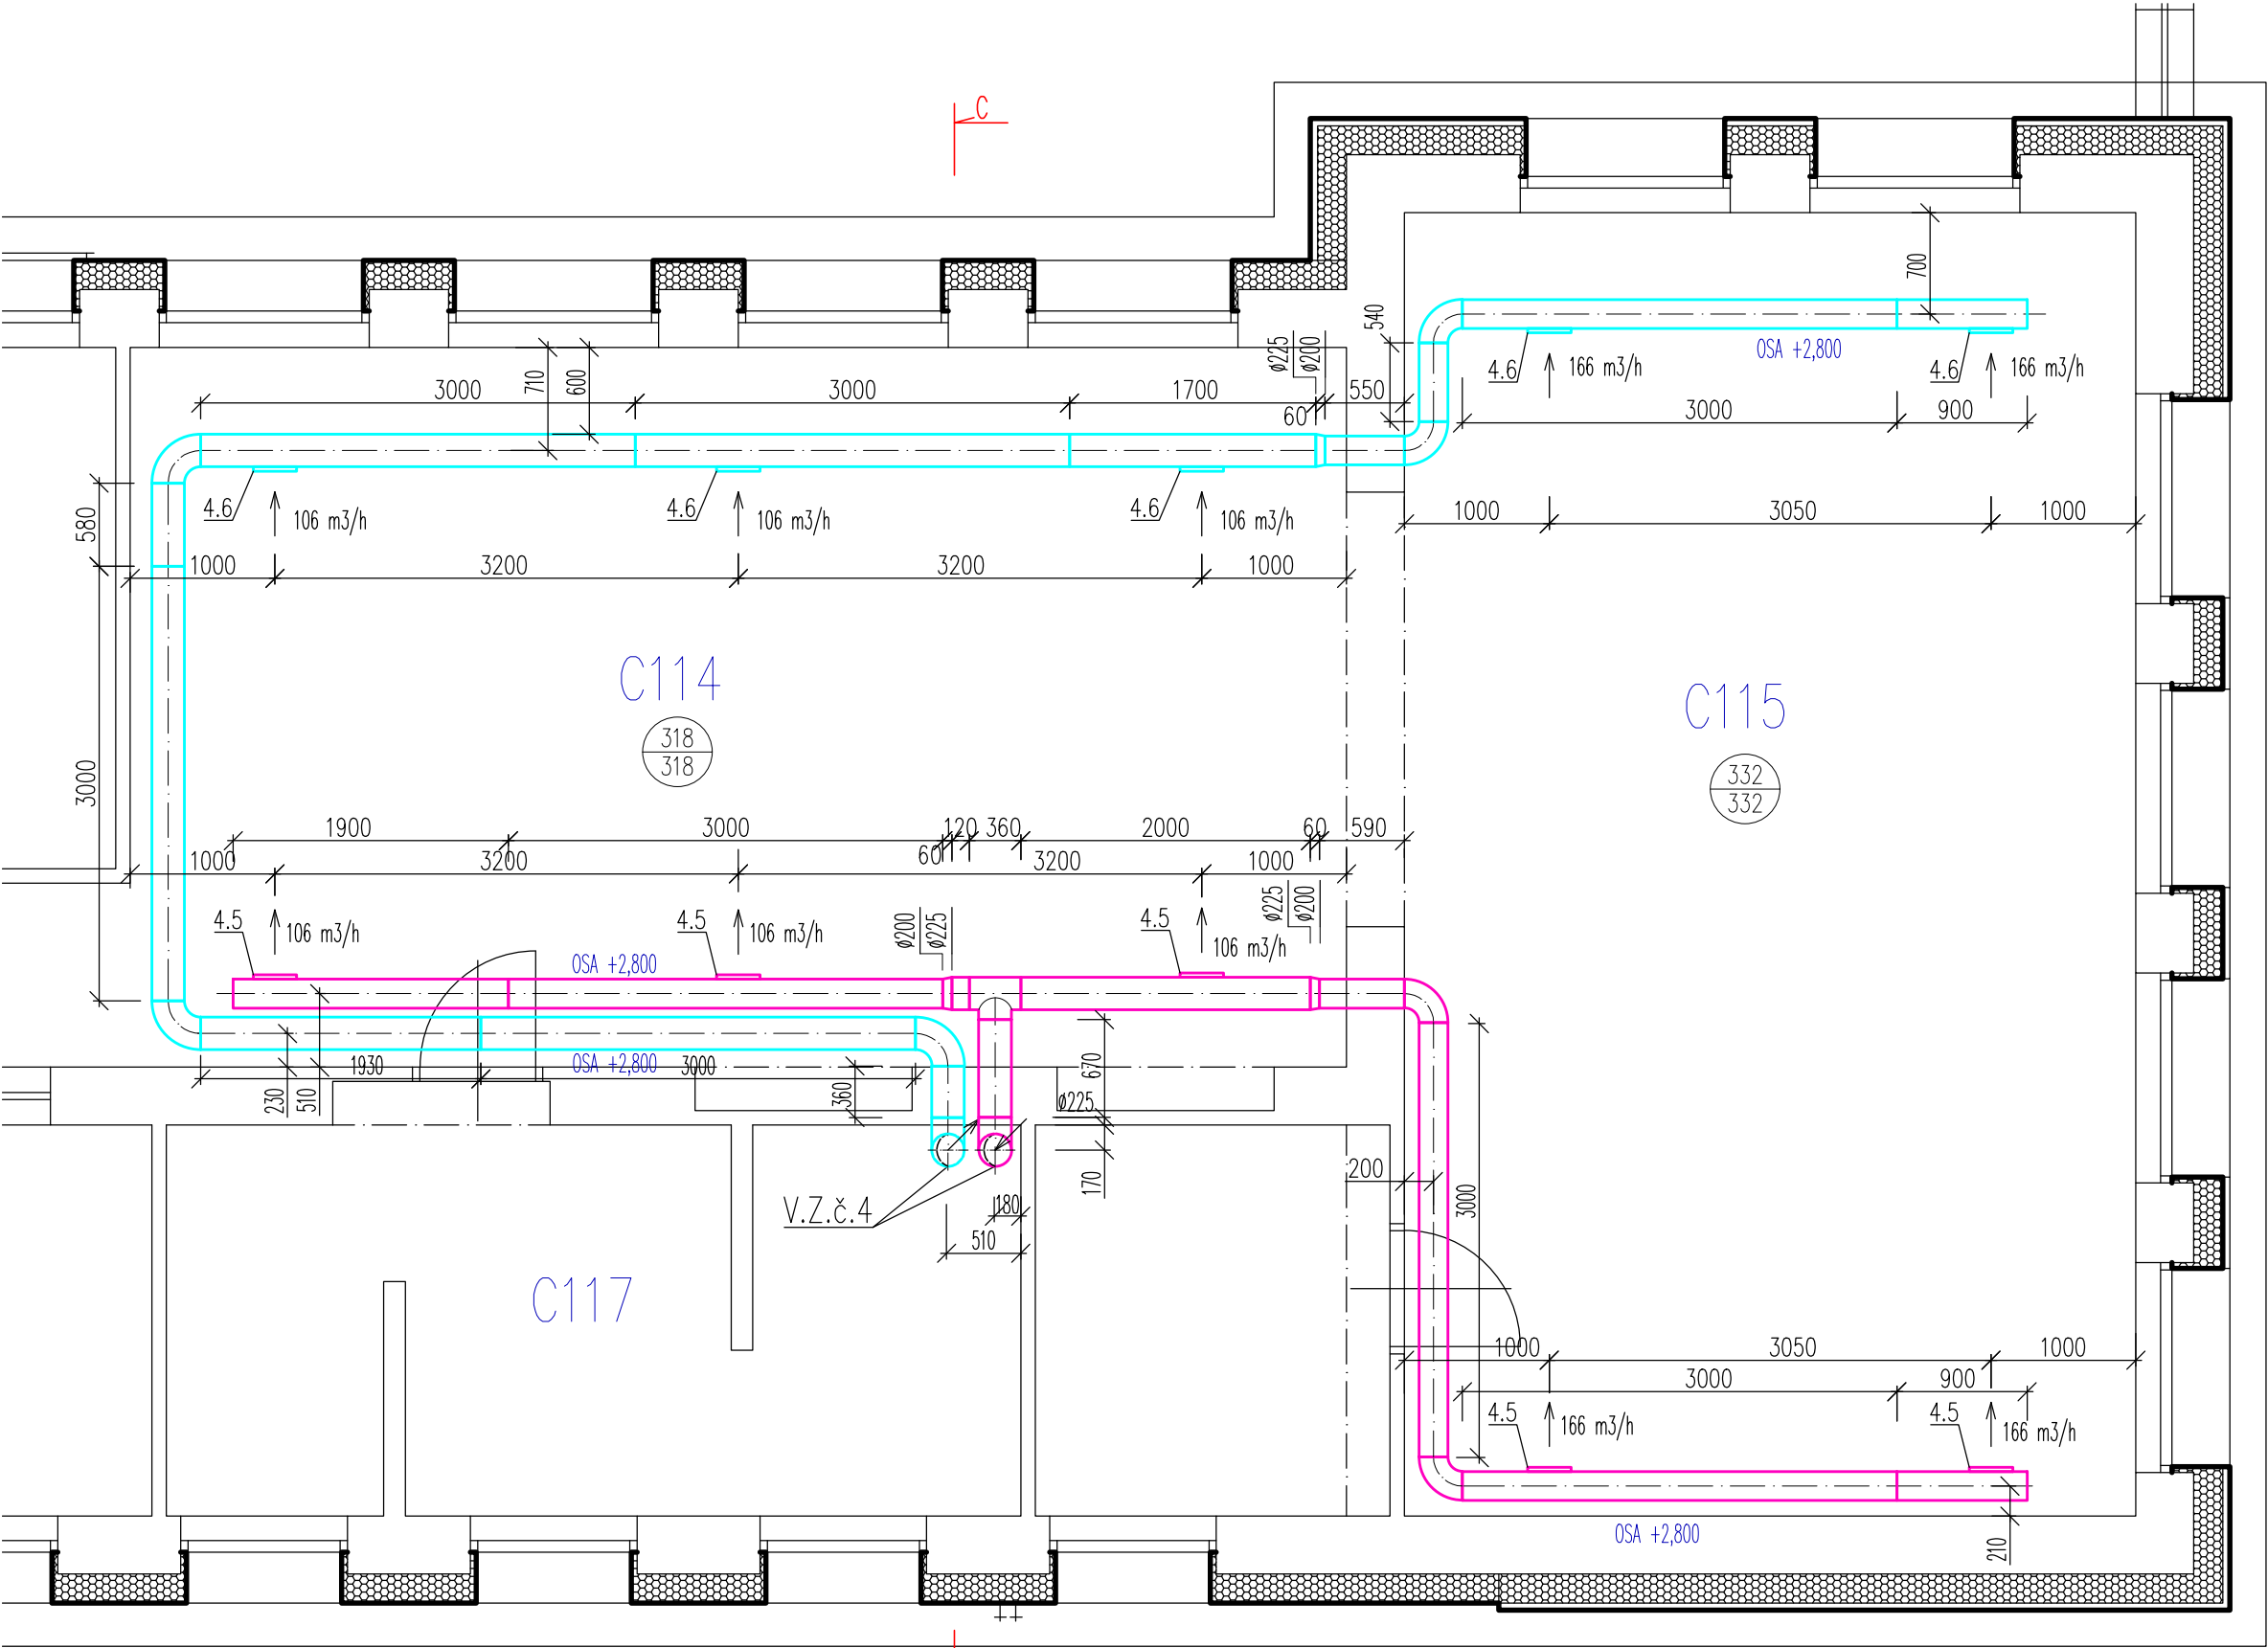 C
700
540
ø225
ø200
710
600
3000
3000
1700
60
550
4.6
166 m3/h
OSA +2,800
4.6
166 m3/h
3000
900
4.6
106 m3/h
4.6
106 m3/h
4.6
106 m3/h
580
1000
3050
1000
1000
3200
3200
1000
C114
318
318
C115
332
332
3000
1900
3000
60
120
360
2000
60
590
1000
3200
3200
1000
4.5
106 m3/h
4.5
106 m3/h
4.5
106 m3/h
ø200
ø225
ø225
ø200
OSA +2,800
OSA +2,800
1930
3000
230
510
360
670
ø225
170
200
3000
V.Z.č.4
180
510
C117
1000
3050
1000
3000
900
4.5
166 m3/h
4.5
166 m3/h
OSA +2,800
210